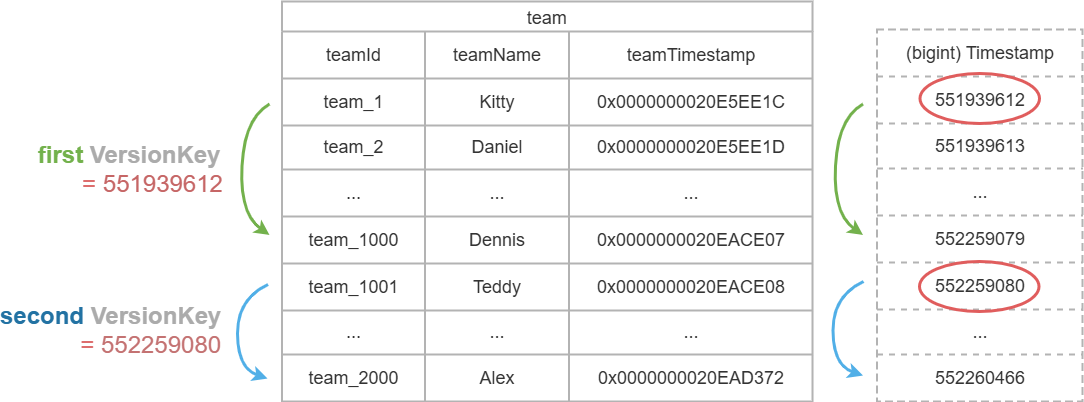 team
teamId teamName teamTimestamp (bigint) Timestamp
team_1 Kitty 0x0000000020E5EE1C 551939612
team_2 Daniel 0x0000000020E5EE1D 551939613
first VersionKey
= 551939612
... ... ... ...
team_1000 Dennis 0x0000000020EACE07 552259079
team_1001 Teddy 0x0000000020EACE08 552259080
second VersionKey
= 552259080
... ... ... ...
team_2000 Alex 0x0000000020EAD372 552260466